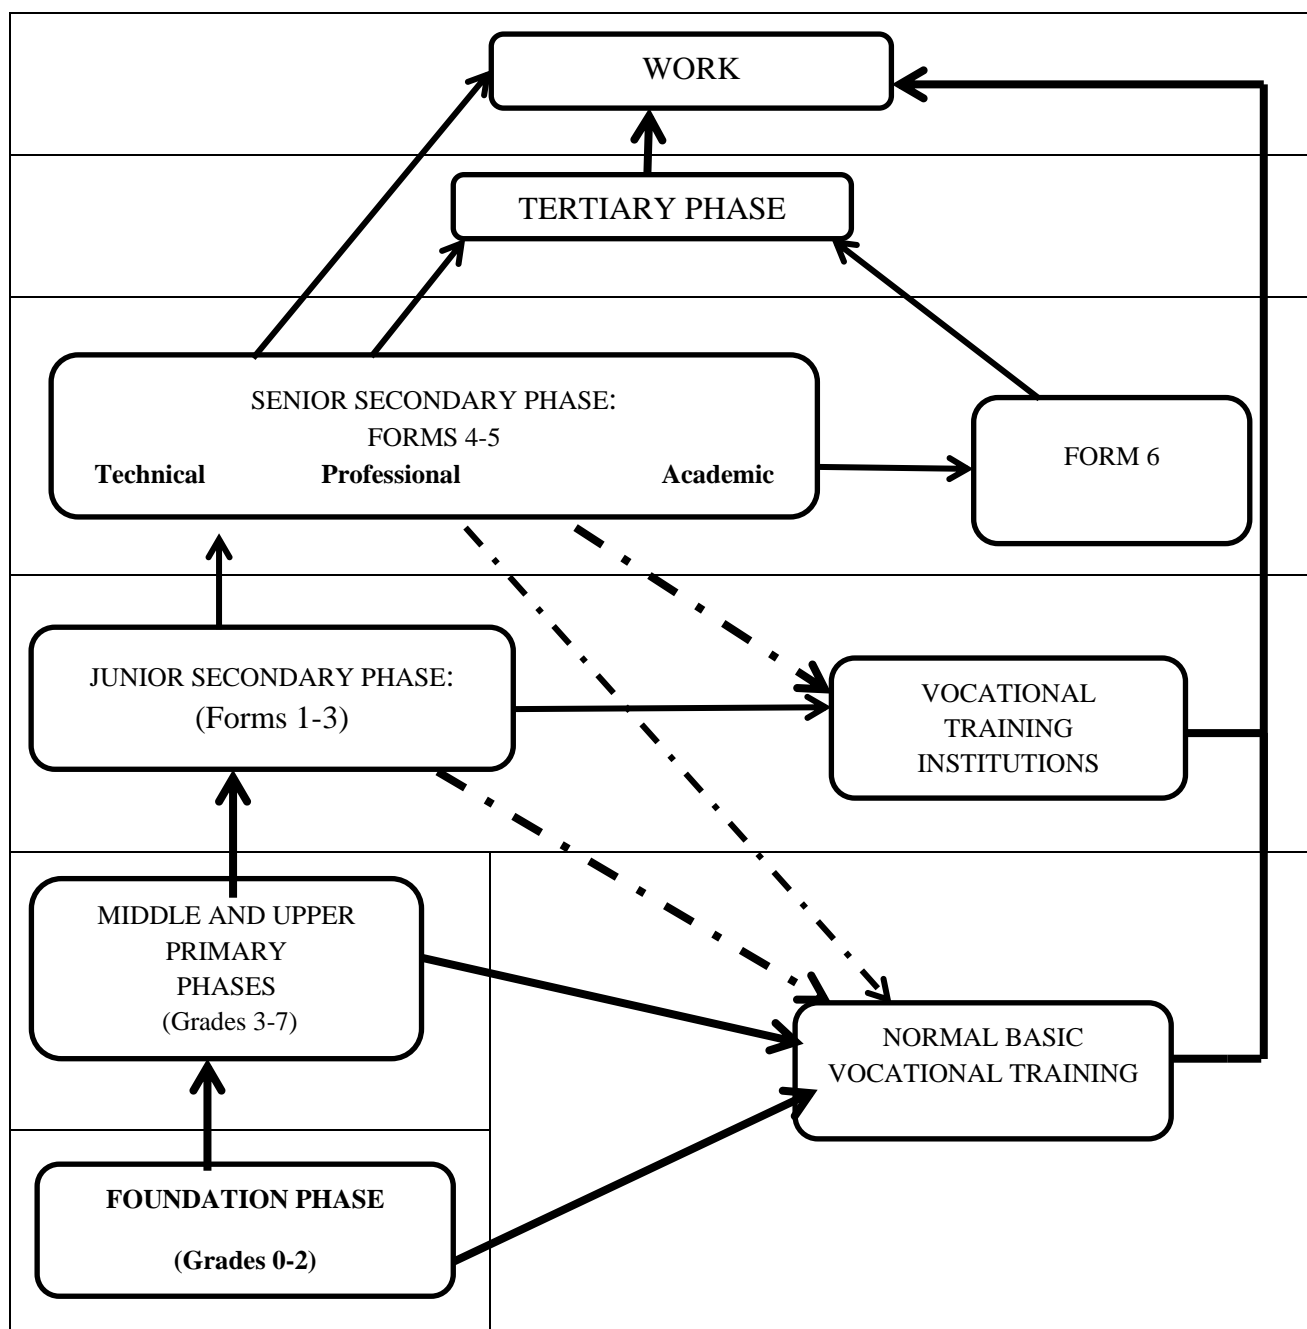 WORK
TERTIARY PHASE
SENIOR SECONDARY PHASE:
FORMS 4-5
Technical Professional Academic
FORM 6
JUNIOR SECONDARY PHASE:
(Forms 1-3)
VOCATIONAL
TRAINING
INSTITUTIONS
MIDDLE AND UPPER
PRIMARY
PHASES
(Grades 3-7)
NORMAL BASIC
VOCATIONAL TRAINING
FOUNDATION PHASE
(Grades 0-2)